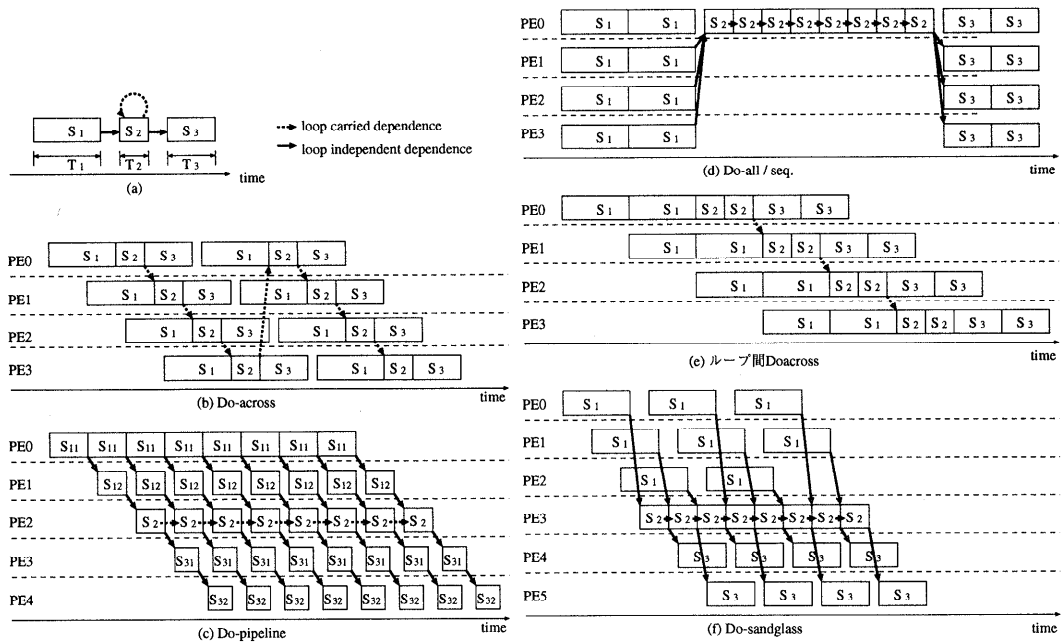 S1 S2 S3
T1 T2 T3
time
(a)
loop carried dependence
loop independent dependence
PE0 S1 S2 S3 S1 S2 S3
PE1 S1 S2 S3 S1 S2 S3
PE2 S1 S2 S3 S1 S2 S3
PE3 S1 S2 S3 S1 S2 S3
time
(b) Do-across
PE0 S11 S11 S11 S11 S11 S11 S11 S11
PE1 S12 S12 S12 S12 S12 S12 S12 S12
PE2 S2 S2 S2 S2 S2 S2 S2 S2
PE3 S31 S31 S31 S31 S31 S31 S31 S31
PE4 S32 S32 S32 S32 S32 S32 S32 S32
time
(c) Do-pipeline
PE0 S1 S1 S2 S2 S2 S2 S2 S2 S2 S2 S3 S3
PE1 S1 S1 S3 S3
PE2 S1 S1 S3 S3
PE3 S1 S1 S3 S3
(d) Do-all / seq.
time
PE0 S1 S1 S2 S2 S3 S3
PE1 S1 S1 S2 S2 S3 S3
PE2 S1 S1 S2 S2 S3 S3
PE3 S1 S1 S2 S2 S3 S3
(e) ループ間Doacross
time
PE0 S1 S1 S1
PE1 S1 S1 S1
PE2 S1 S1
PE3 S2 S2 S2 S2 S2 S2 S2 S2
PE4 S3 S3 S3 S3
PE5 S3 S3 S3 S3
(f) Do-sandglass
time